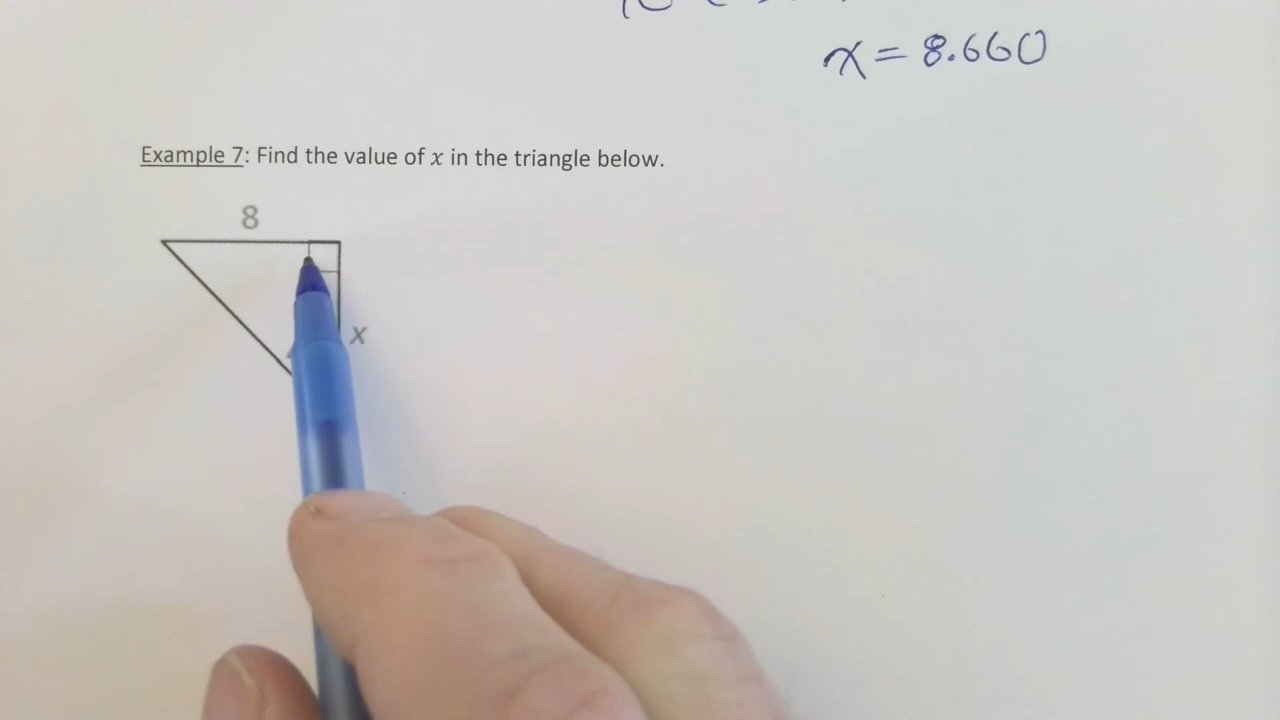 x = 8.660
Example 7: Find the value of x in the triangle below.
8
x